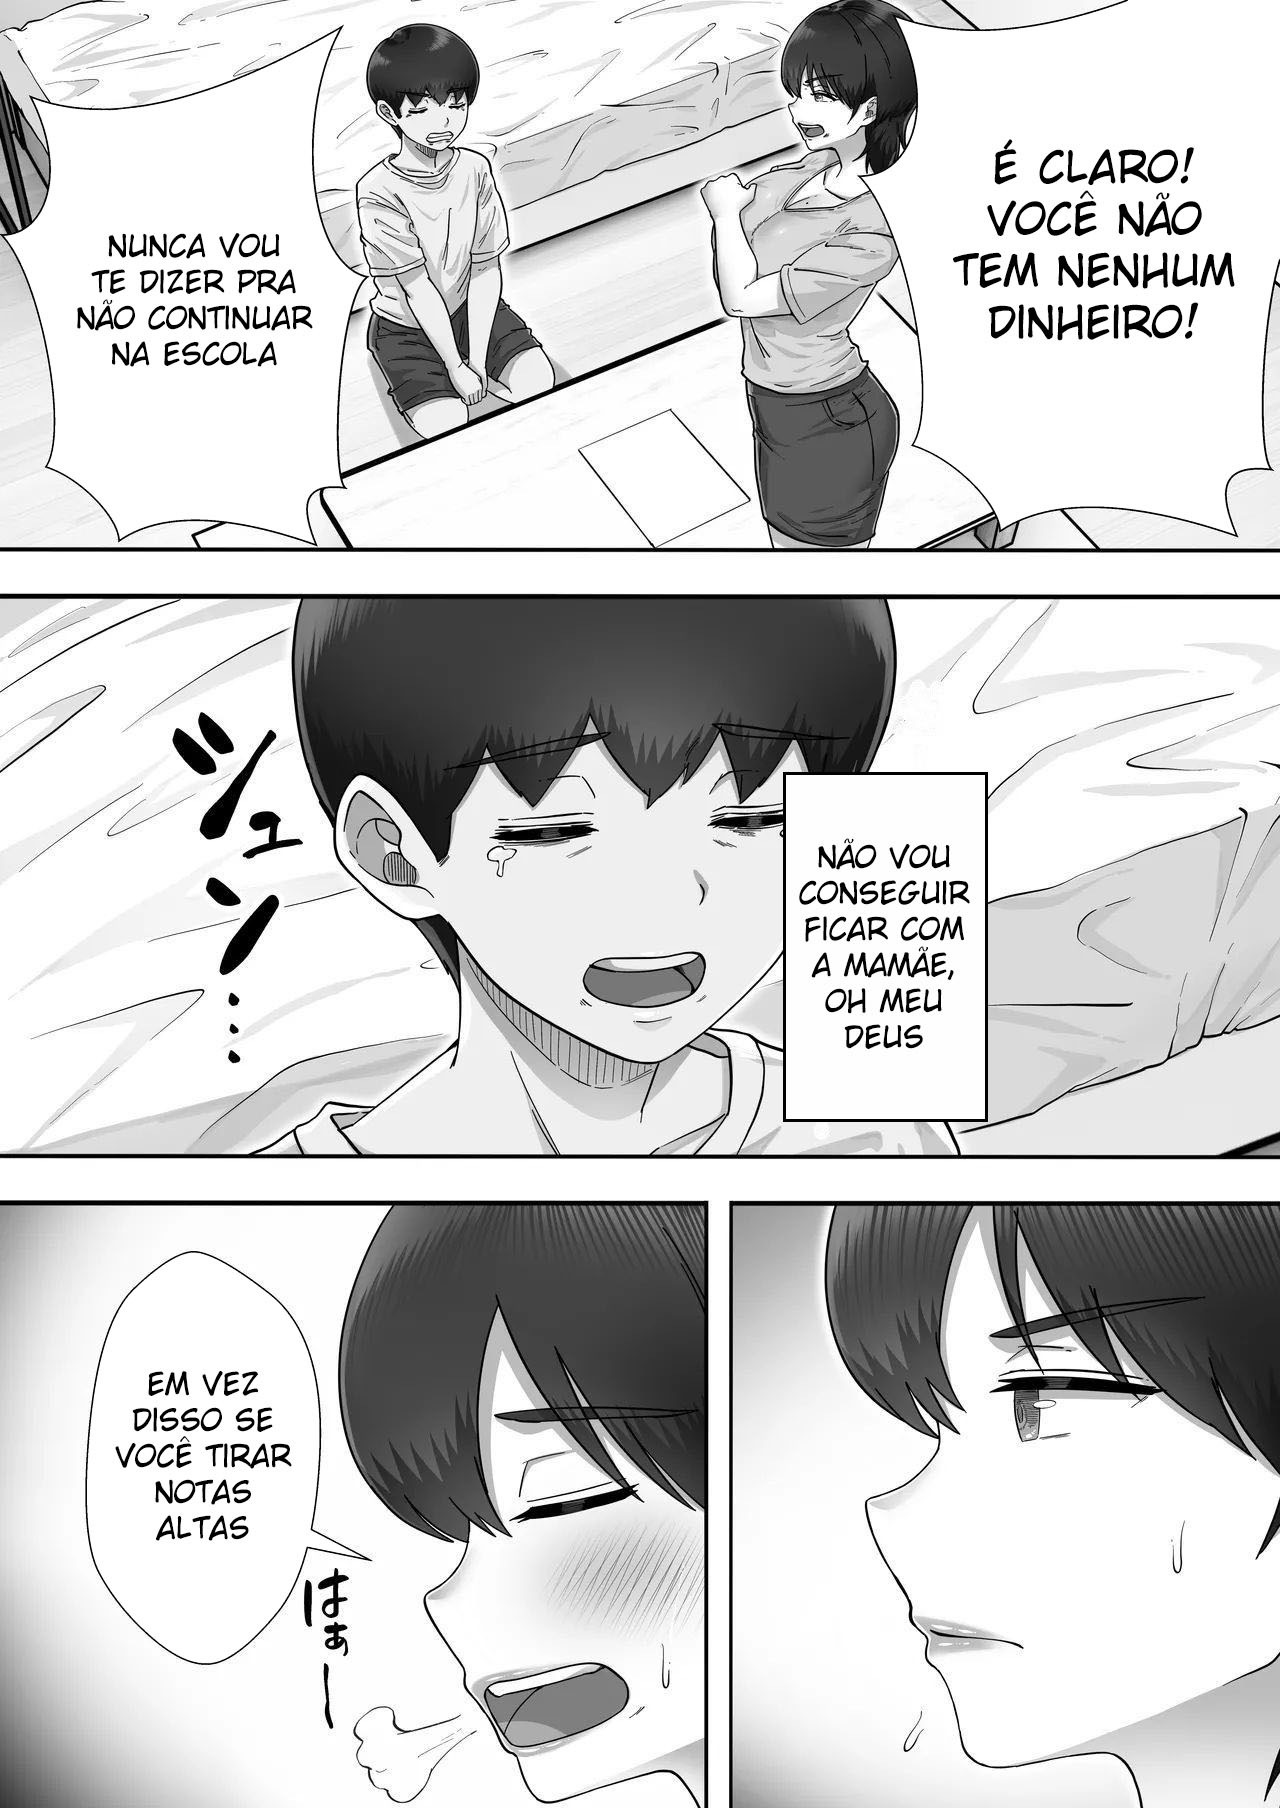 É CLARO!
VOCÊ NÃO
TEM NENHUM
DINHEIRO!
NUNCA VOU
TE DIZER PRA
NÃO CONTINUAR
NA ESCOLA
シュン…
NÃO VOU
CONSEGUIR
FICAR COM
A MAMÃE,
OH MEU
DEUS
EM VEZ
DISSO SE
VOCÊ TIRAR
NOTAS
ALTAS
はぁー